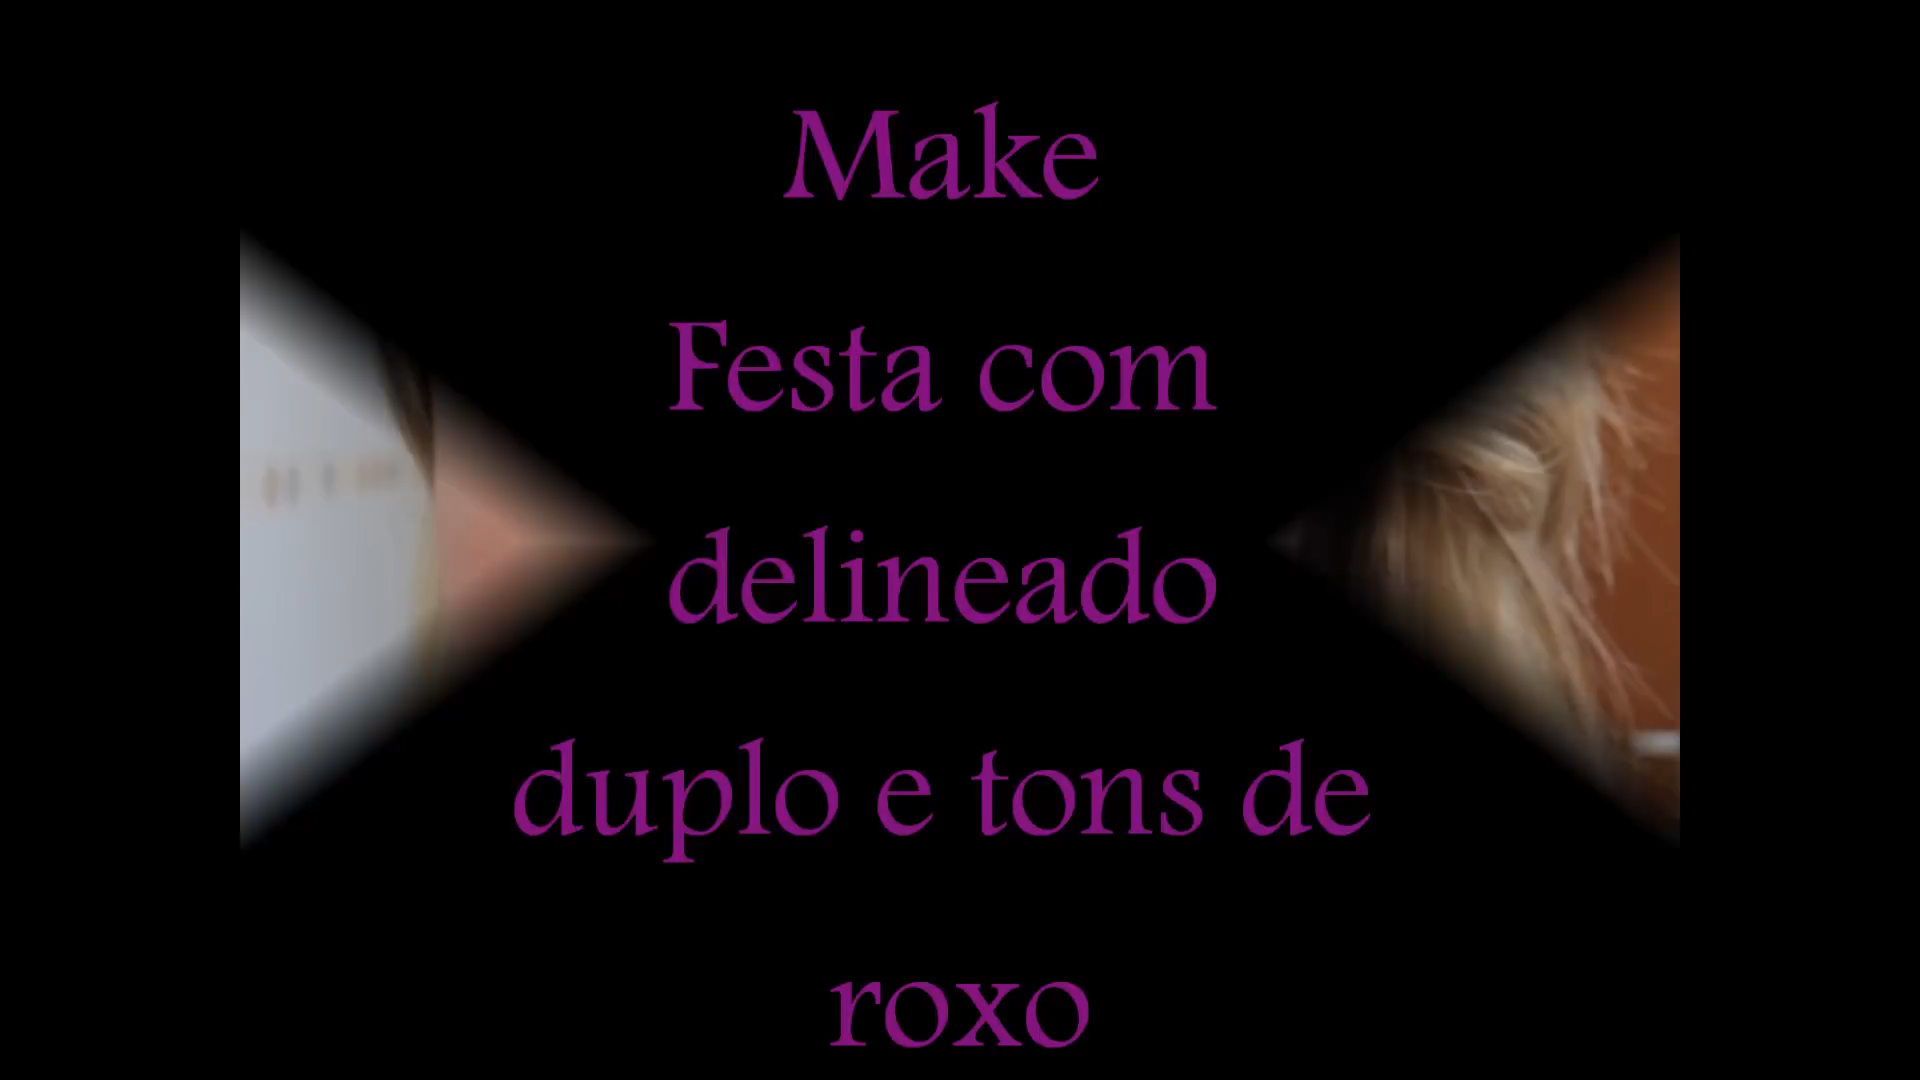 Make
Festa com
delineado
duplo e tons de
roxo